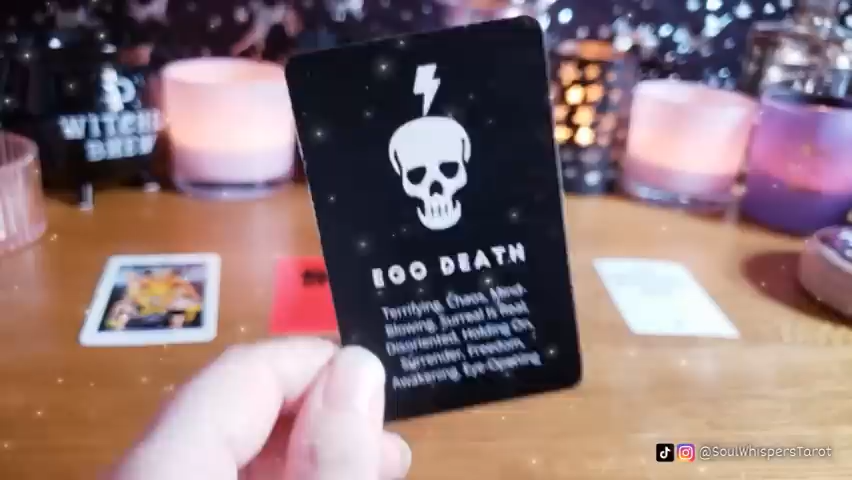 WITCHES
BREW
EGO DEATH
Terrifying, Chaos, Mind-
Blowing, Surreal is Real,
Disoriented, Holding On,
Surrender, Freedom,
Awakening, Eye-Opening
@SoulWhispersTarot